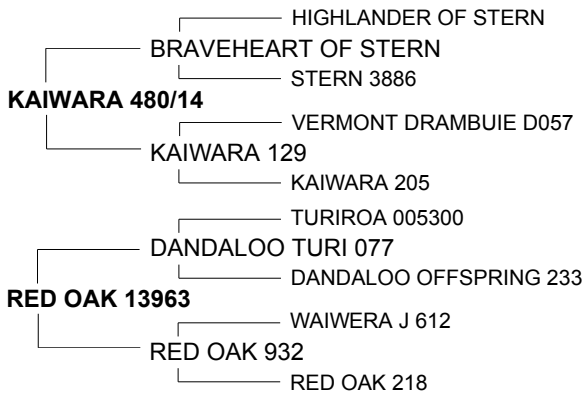 HIGHLANDER OF STERN
BRAVEHEART OF STERN
STERN 3886
KAIWARA 480/14
VERMONT DRAMBUIE D057
KAIWARA 129
KAIWARA 205
TURIROA 005300
DANDALOO TURI 077
DANDALOO OFFSPRING 233
RED OAK 13963
WAIWERA J 612
RED OAK 932
RED OAK 218